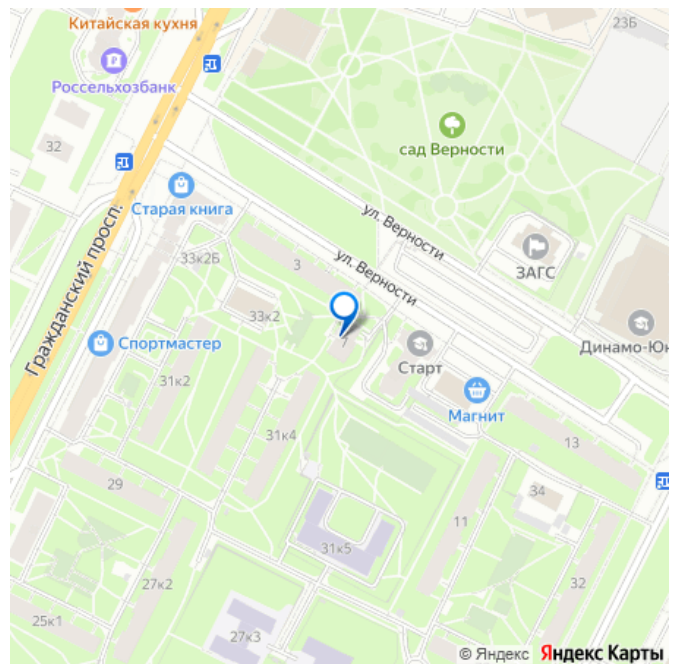 Китайская кухня
23Б
Россельхозбанк
32
сад Верности
Старая книга
ул. Верности
ЗАГС
33к2Б
3
ул. Верности
Гражданский просп.
33к2
7
Спортмастер
Старт
Динамо-Юн
31к2
Магнит
31к4
13
29
34
11
31к5
27к2
32
25к1
27к3
© Яндекс Яндекс Карты